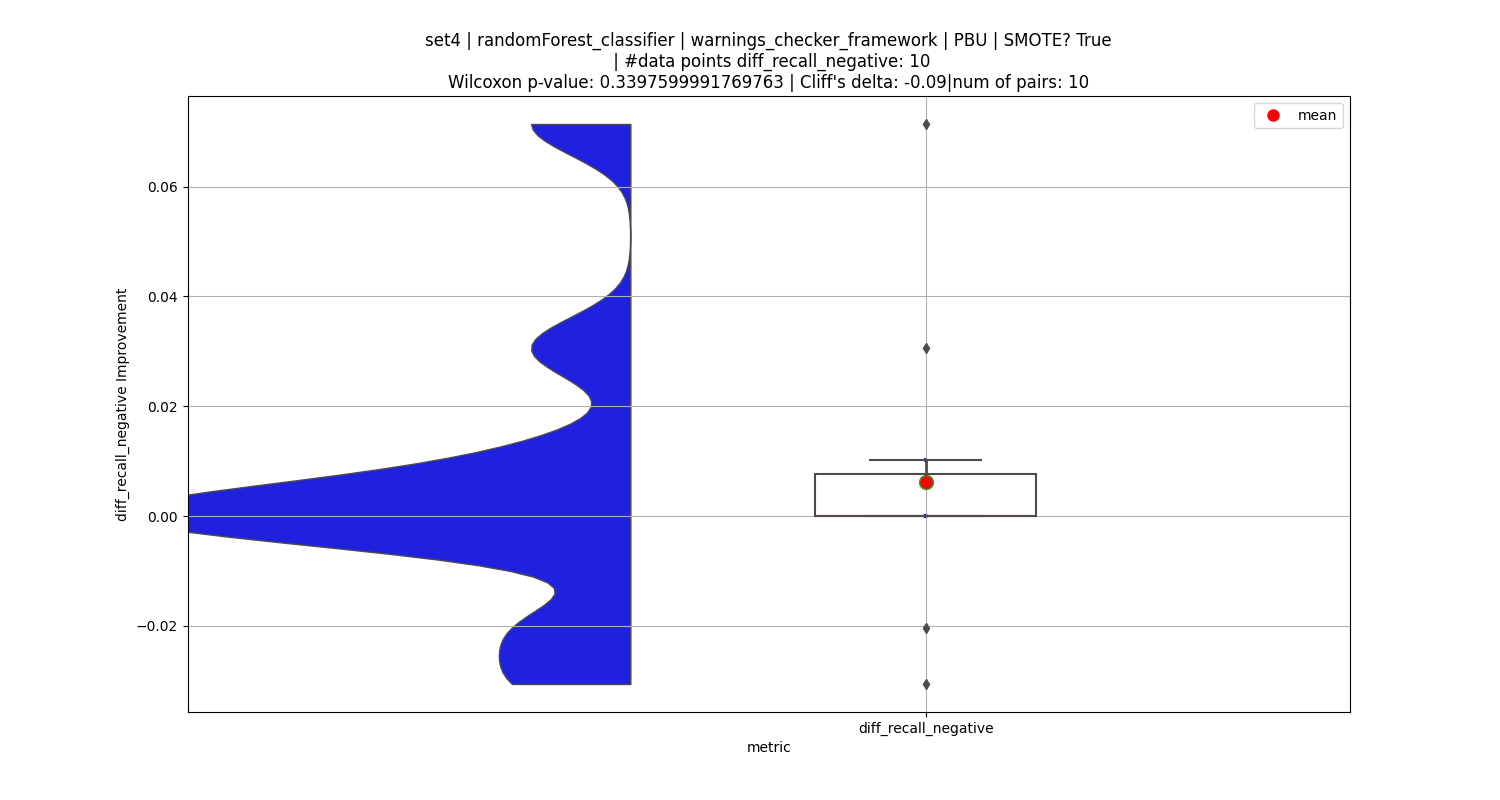 set4 | randomForest_classifier | warnings_checker_framework | PBU | SMOTE? True
| #data points diff_recall_negative: 10
Wilcoxon p-value: 0.3397599991769763 | Cliff's delta: -0.09|num of pairs: 10
mean
0.06
0.04
0.02
0.00
−0.02
diff_recall_negative Improvement
diff_recall_negative
metric